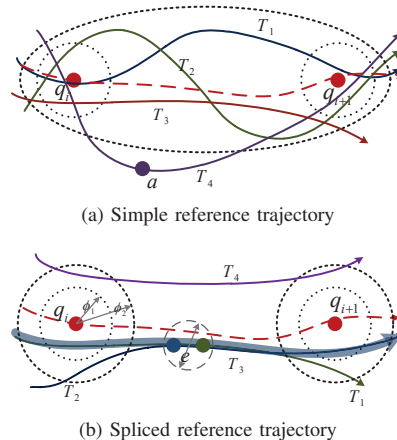 T1
T2
qi
qi+1
T3
a
T4
(a) Simple reference trajectory
T4
qi
ϕ1
ϕ2
qi+1
e
T2
T3
T1
(b) Spliced reference trajectory